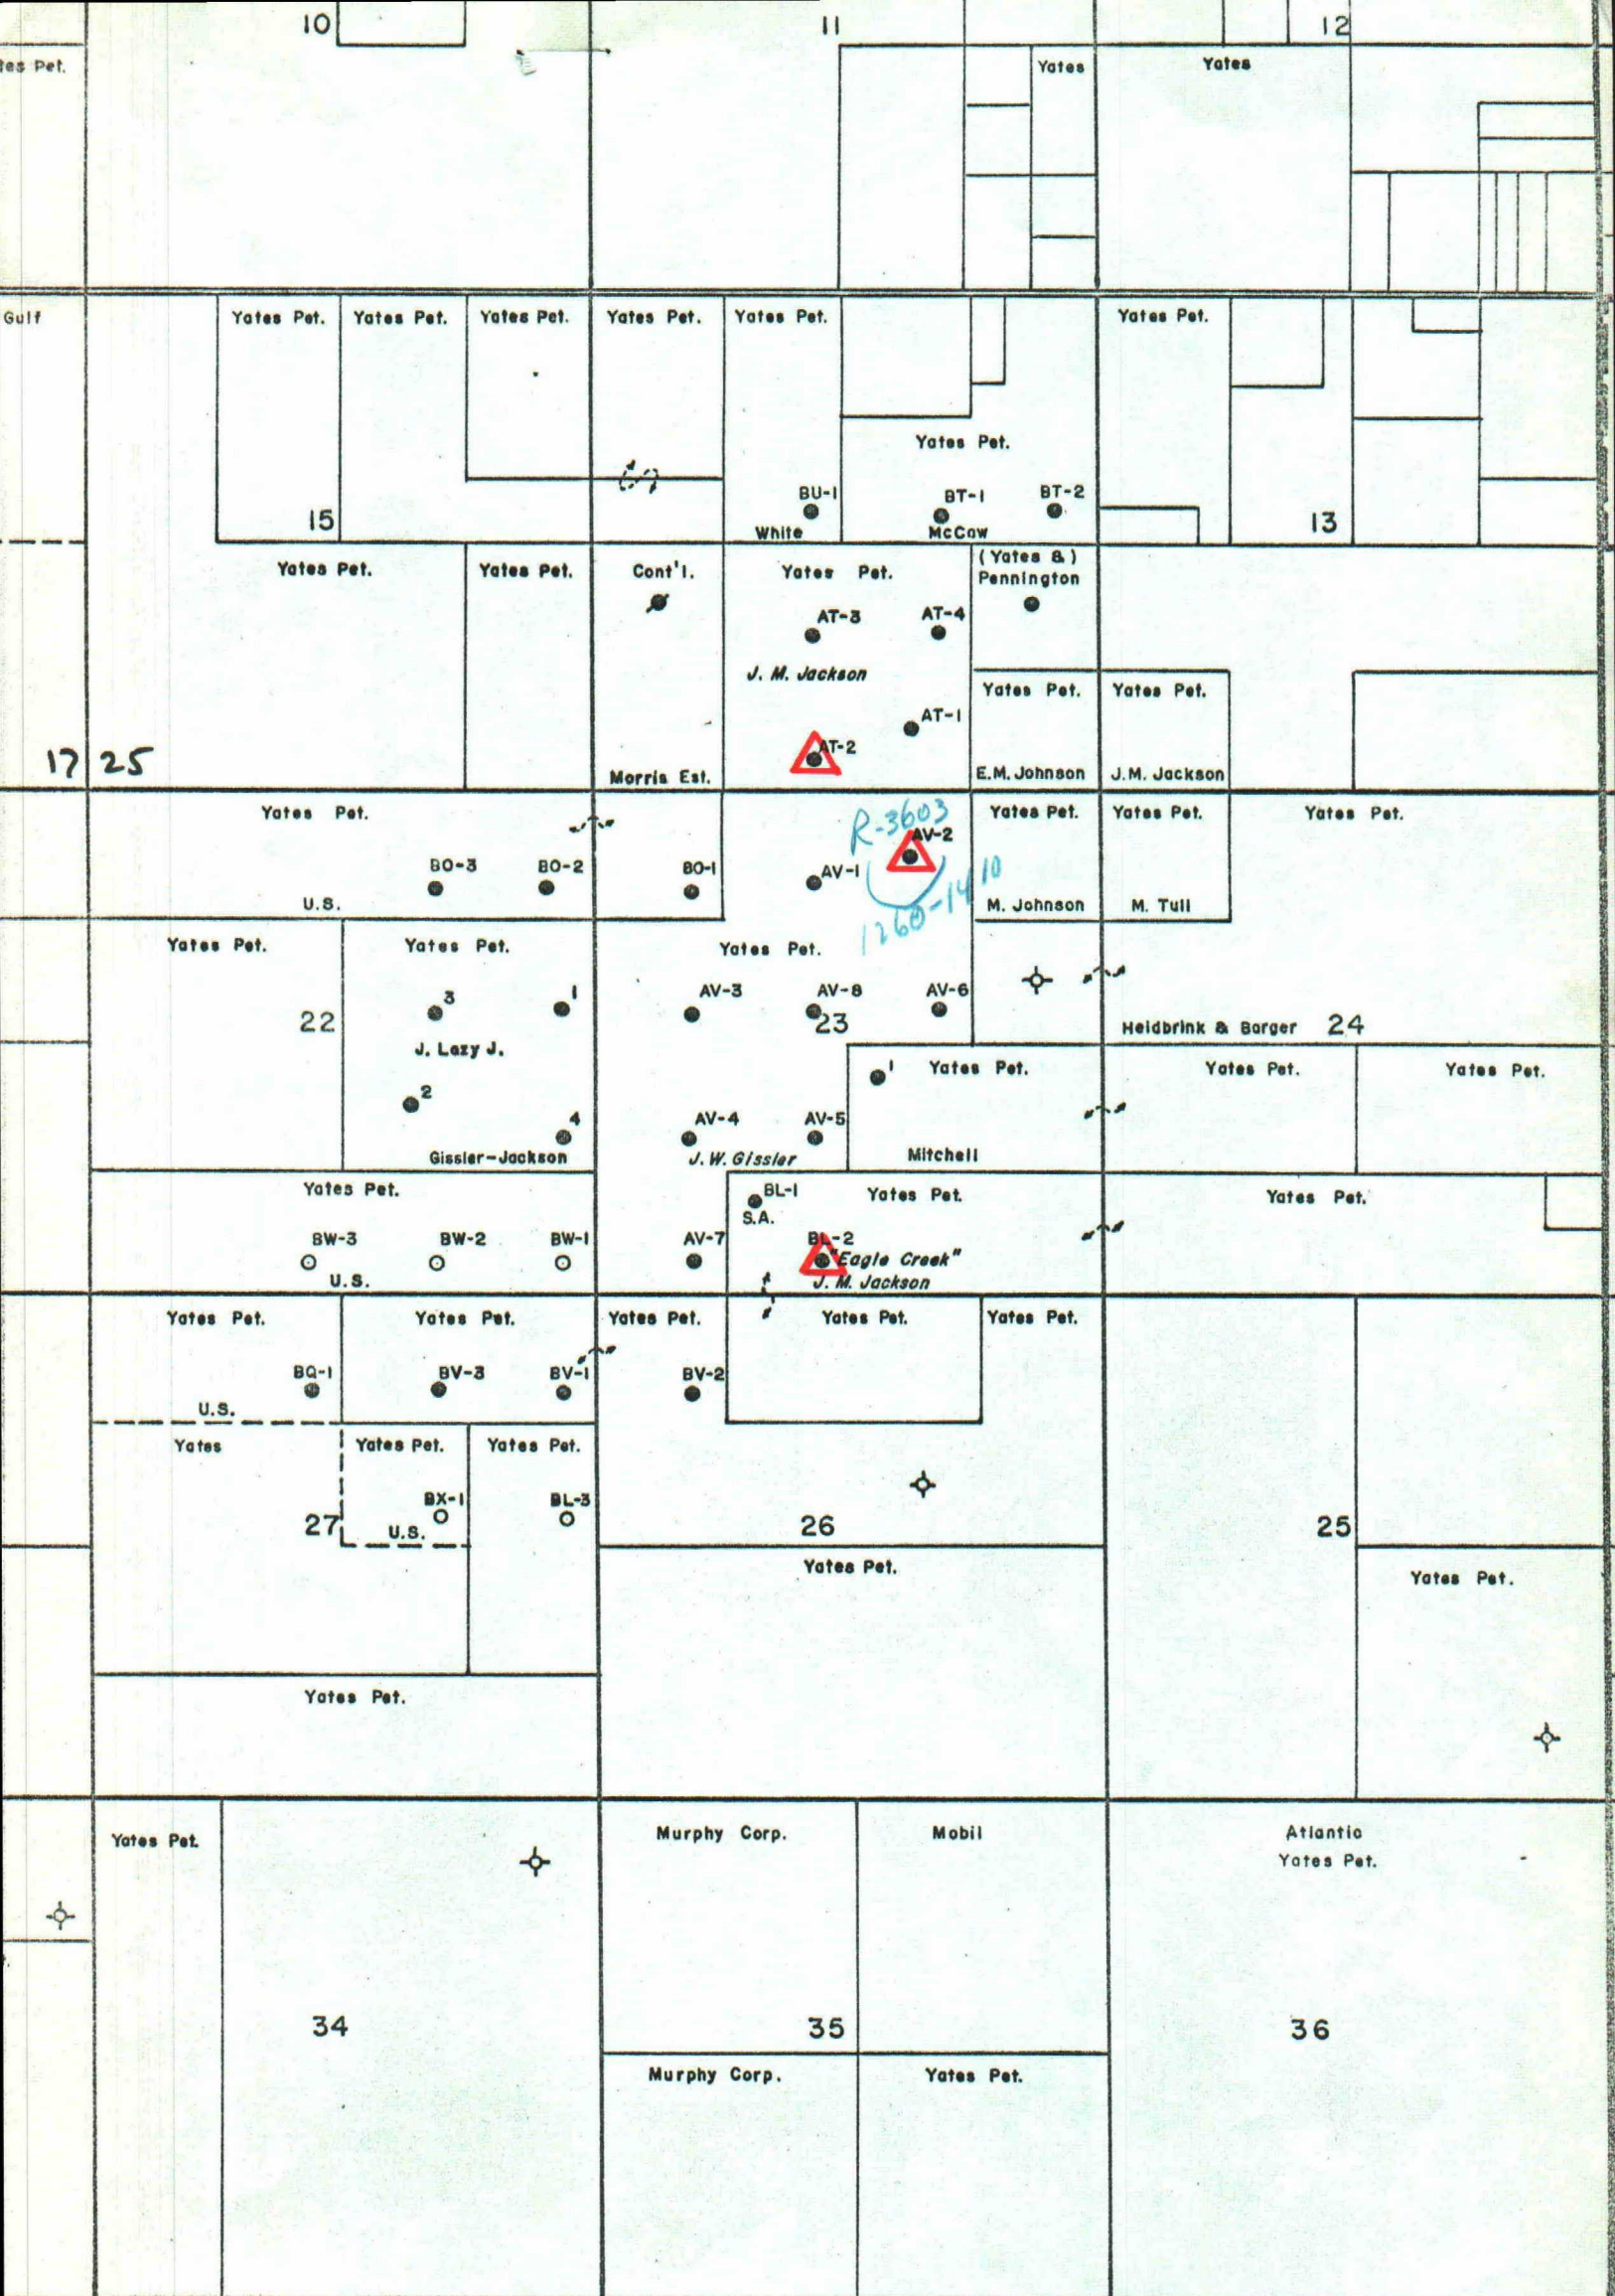 10
11
12
tes Pet.
Yates
Yates
Gulf
Yates Pet.
Yates Pet.
Yates Pet.
Yates Pet.
Yates Pet.
Yates Pet.
Yates Pet.
BU-1
BT-1
BT-2
15
13
White
McCaw
Yates Pet.
Yates Pet.
Cont'l.
Yates Pet.
(Yates &)
Pennington
AT-3
AT-4
J. M. Jackson
Yates Pet.
Yates Pet.
AT-1
AT-2
17 25
Morris Est.
E.M. Johnson
J.M. Jackson
Yates Pet.
R-3603
Yates Pet.
Yates Pet.
Yates Pet.
AV-2
BO-3
BO-2
BO-1
AV-1
U.S.
1260-1410
M. Johnson
M. Tull
Yates Pet.
Yates Pet.
Yates Pet.
3
1
AV-3
AV-8
AV-6
22
23
Heidbrink & Barger
24
J. Lazy J.
1
Yates Pet.
Yates Pet.
Yates Pet.
2
4
AV-4
AV-5
Gissler-Jackson
J. W. Gissler
Mitchell
Yates Pet.
BL-1
Yates Pet.
Yates Pet.
S.A.
BW-3
BW-2
BW-1
AV-7
BL-2
"Eagle Creek"
U.S.
J. M. Jackson
Yates Pet.
Yates Pet.
Yates Pet.
Yates Pet.
Yates Pet.
BQ-1
BV-3
BV-1
BV-2
U.S.
Yates
Yates Pet.
Yates Pet.
BX-1
BL-3
27
U.S.
26
25
Yates Pet.
Yates Pet.
Yates Pet.
Yates Pet.
Murphy Corp.
Mobil
Atlantic
Yates Pet.
34
35
36
Murphy Corp.
Yates Pet.